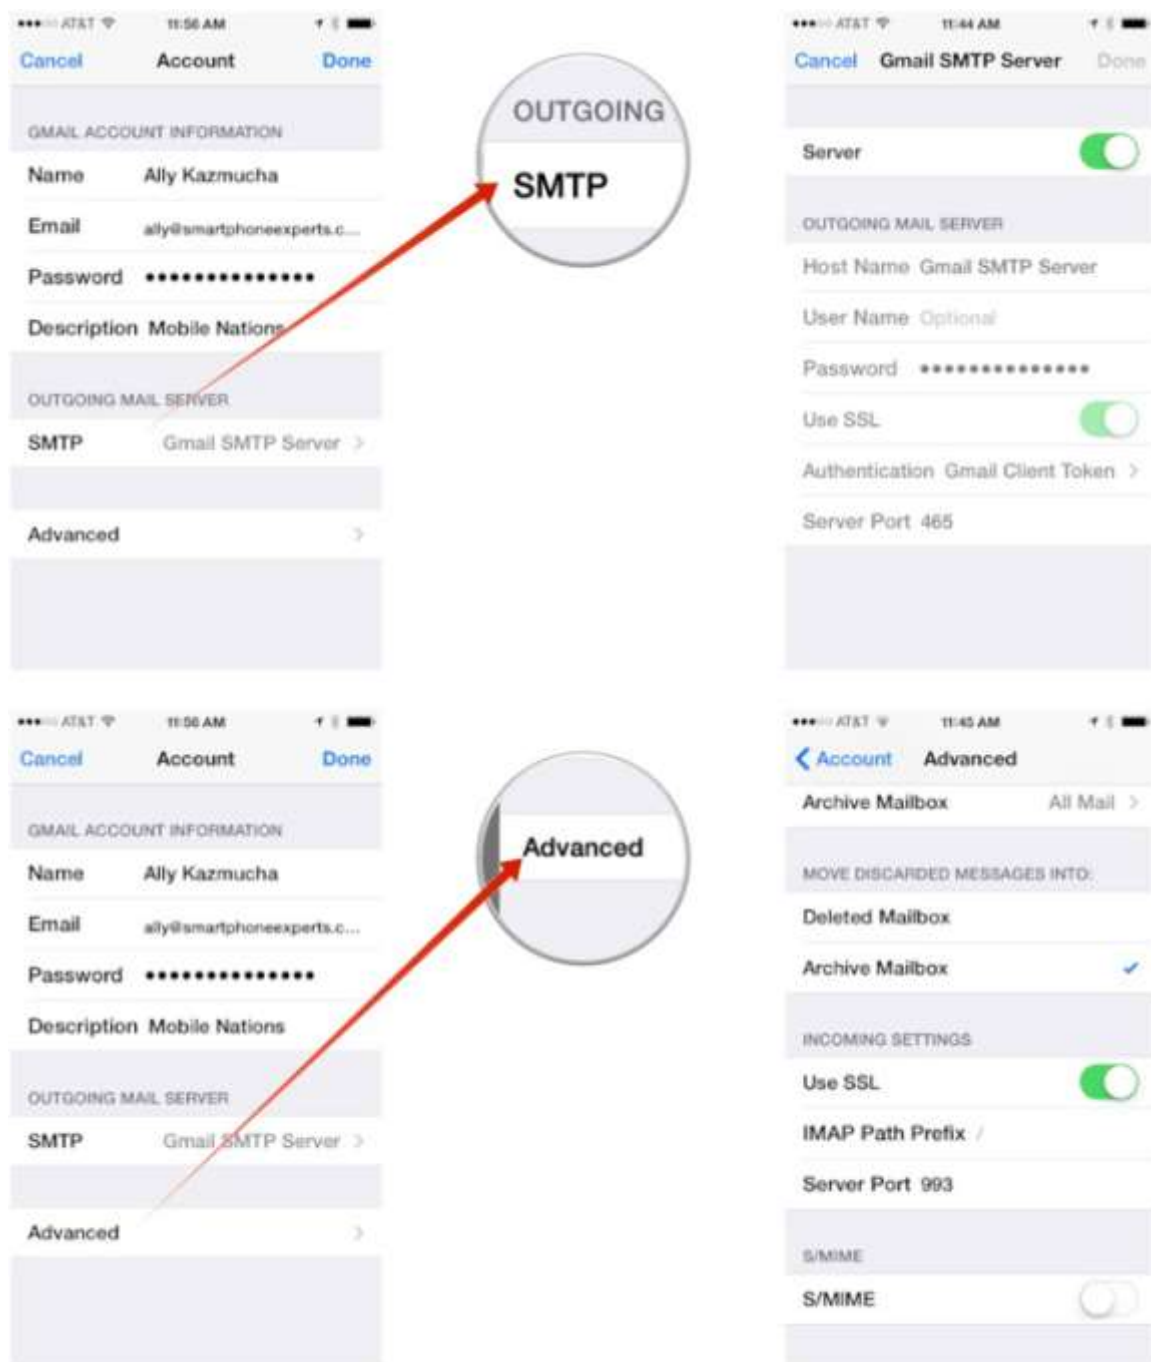 AT&T 11:56 AM
Cancel Account Done
GMAIL ACCOUNT INFORMATION
Name Ally Kazmucha
Email ally@smartphoneexperts.c...
Password ••••••••••••••
Description Mobile Nations
OUTGOING MAIL SERVER
SMTP Gmail SMTP Server >
Advanced >
OUTGOING
SMTP
AT&T 11:44 AM
Cancel Gmail SMTP Server Done
Server
OUTGOING MAIL SERVER
Host Name Gmail SMTP Server
User Name Optional
Password ••••••••••••••
Use SSL
Authentication Gmail Client Token >
Server Port 465
AT&T 11:56 AM
Cancel Account Done
GMAIL ACCOUNT INFORMATION
Name Ally Kazmucha
Email ally@smartphoneexperts.c...
Password ••••••••••••••
Description Mobile Nations
OUTGOING MAIL SERVER
SMTP Gmail SMTP Server >
Advanced >
Advanced
AT&T 11:45 AM
Account Advanced
Archive Mailbox All Mail >
MOVE DISCARDED MESSAGES INTO:
Deleted Mailbox
Archive Mailbox
INCOMING SETTINGS
Use SSL
IMAP Path Prefix /
Server Port 993
S/MIME
S/MIME